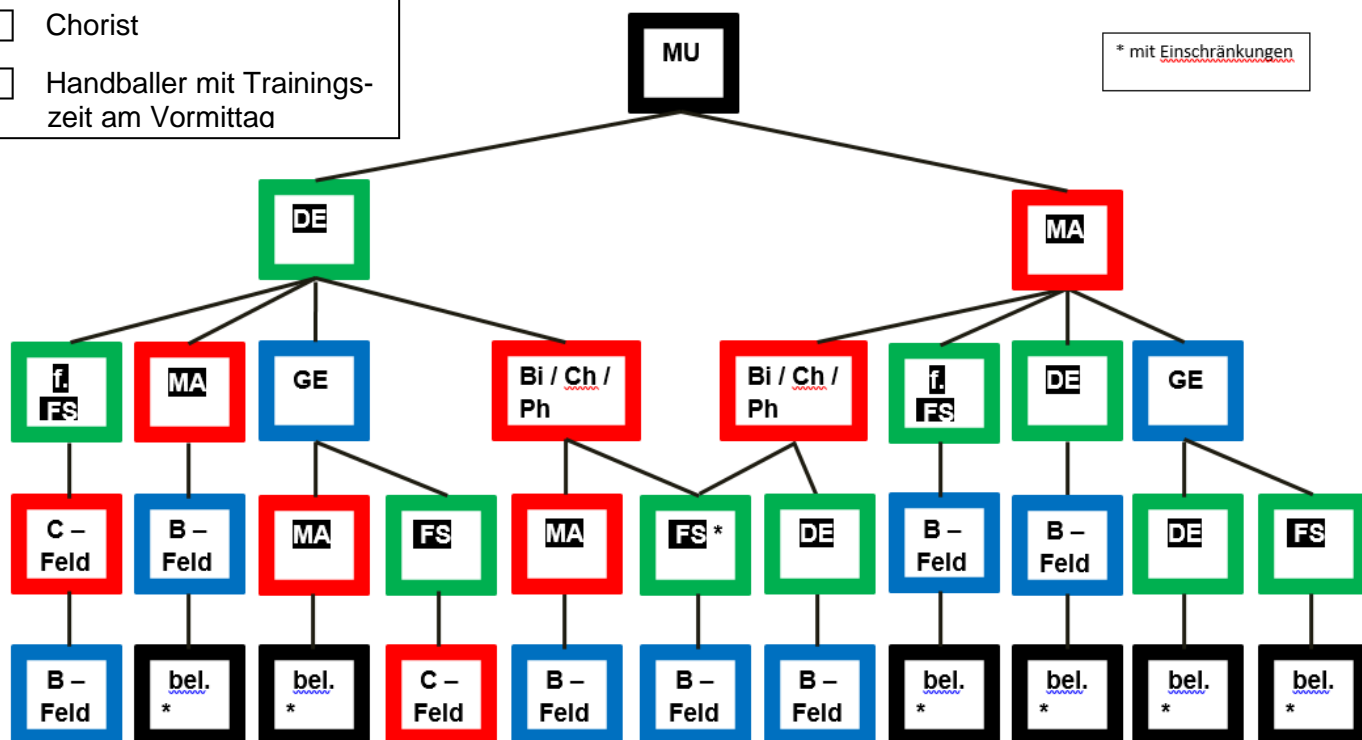 Chorist
Handballer mit Trainings-
zeit am Vormittag
* mit Einschränkungen
MU
DE
MA
f.
FS
MA
GE
Bi / Ch /
Ph
Bi / Ch /
Ph
f.
FS
DE
GE
C –
Feld
B –
Feld
MA
FS
MA
FS *
DE
B –
Feld
B –
Feld
DE
FS
B –
Feld
bel.
*
bel.
*
C –
Feld
B –
Feld
B –
Feld
B –
Feld
bel.
*
bel.
*
bel.
*
bel.
*